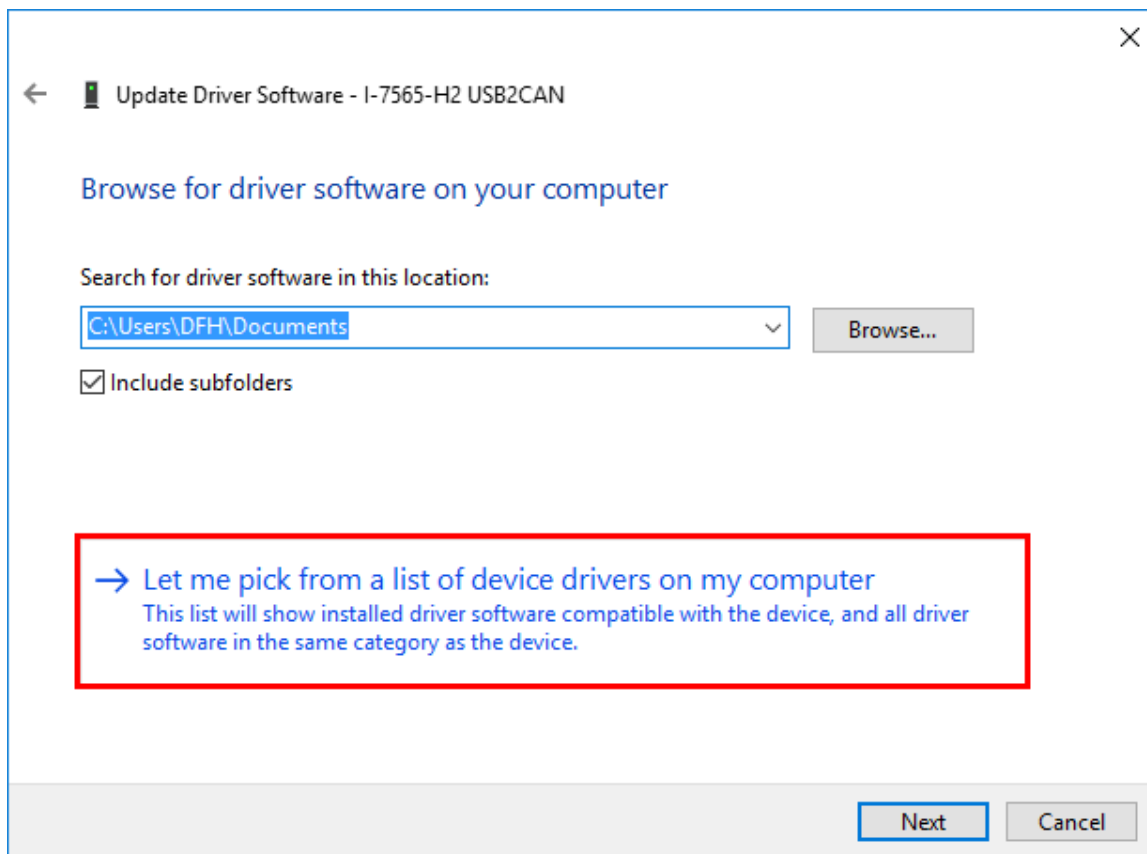 Update Driver Software - I-7565-H2 USB2CAN
Browse for driver software on your computer
Search for driver software in this location:
C:\Users\DFH\Documents
Browse...
Include subfolders
Let me pick from a list of device drivers on my computer
This list will show installed driver software compatible with the device, and all driver
software in the same category as the device.
Next
Cancel